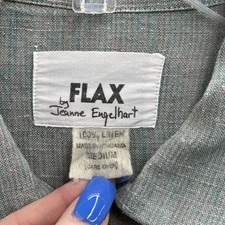 FLAX
by
Jeanne Engelhart
100% LINEN
MEDIUM